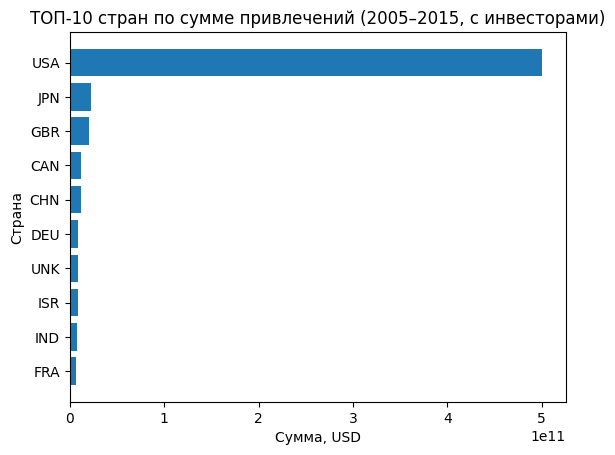 ТОП-10 стран по сумме привлечений (2005–2015, с инвесторами)
Страна
USA
JPN
GBR
CAN
CHN
DEU
UNK
ISR
IND
FRA
0 1 2 3 4 5
1e11
Сумма, USD